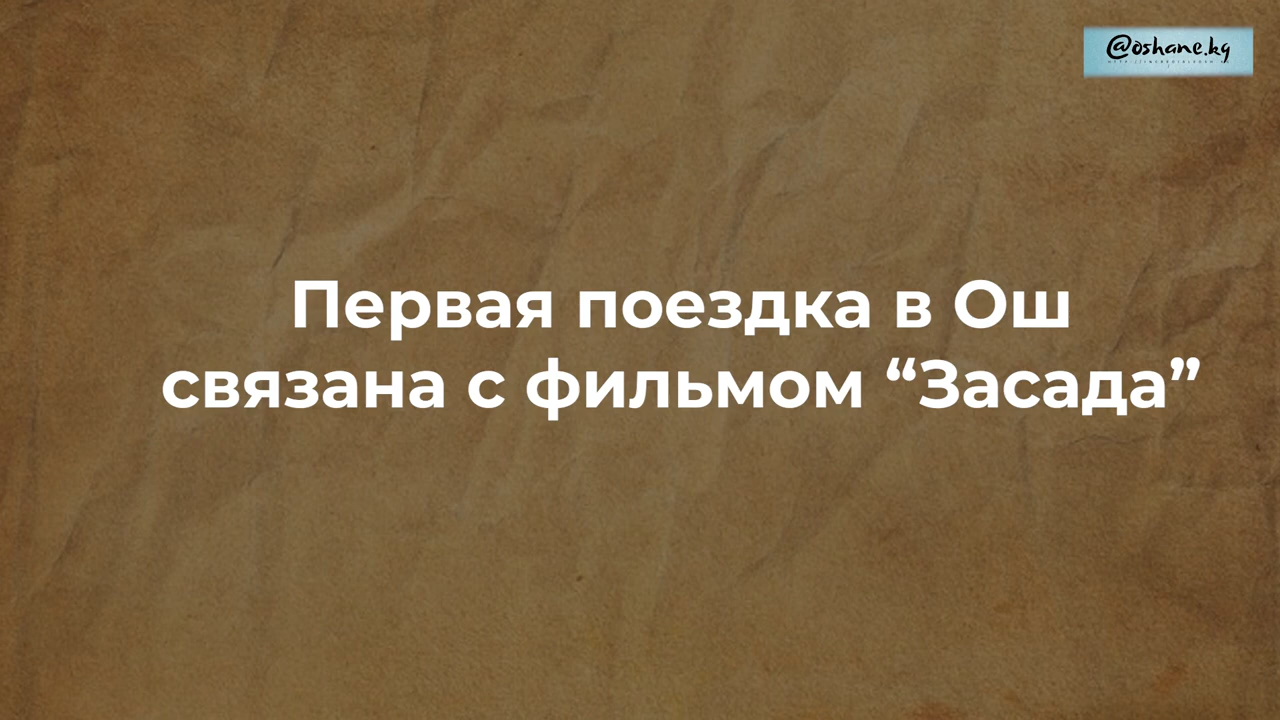 @oshane.kg
Первая поездка в Ош
связана с фильмом “Засада”